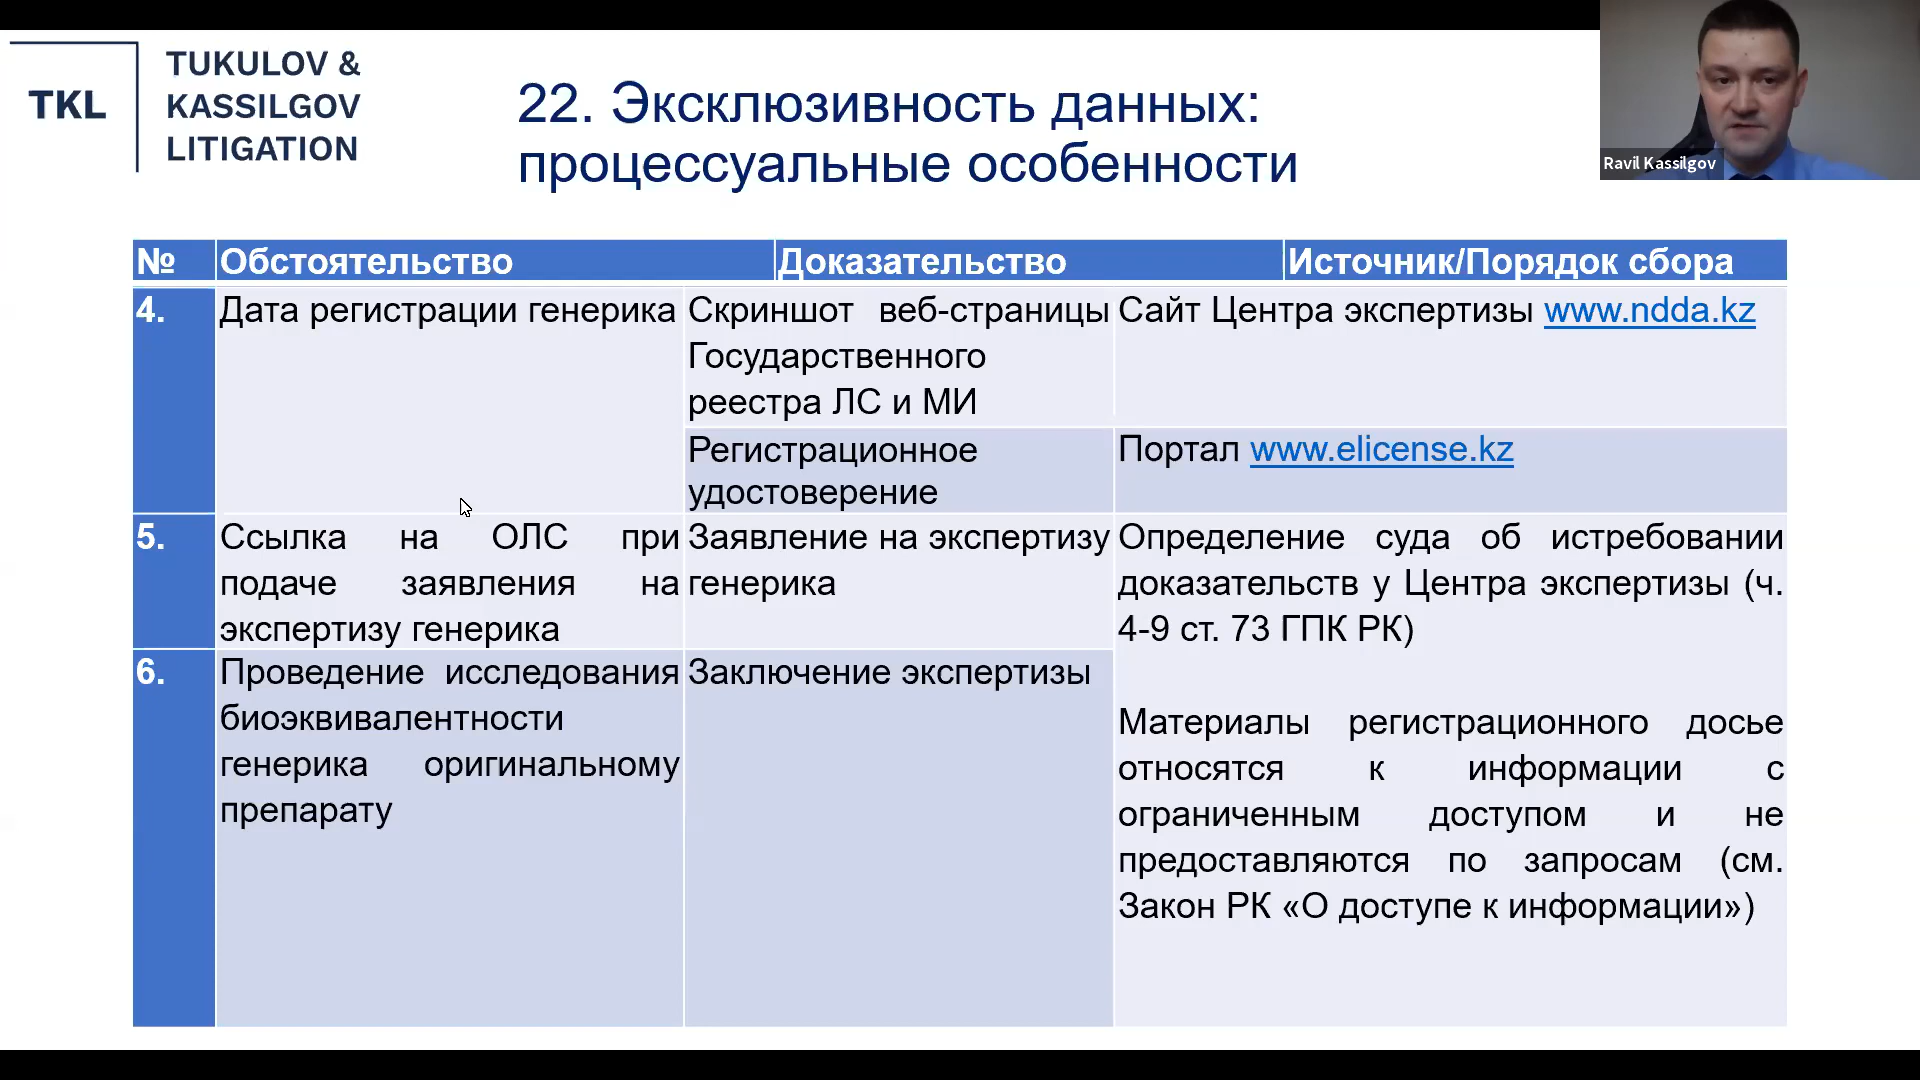 TKL
TUKULOV &
KASSILGOV
LITIGATION
22. Эксклюзивность данных:
процессуальные особенности
Ravil Kassilgov
№
Обстоятельство
Доказательство
Источник/Порядок сбора
4.
Дата регистрации генерика
Скриншот веб-страницы
Государственного
реестра ЛС и МИ
Сайт Центра экспертизы www.ndda.kz
Регистрационное
удостоверение
Портал www.elicense.kz
5.
Ссылка на ОЛС при
подаче заявления на
экспертизу генерика
Заявление на экспертизу
генерика
Определение суда об истребовании
доказательств у Центра экспертизы (ч.
4-9 ст. 73 ГПК РК)
6.
Проведение исследования
биоэквивалентности
генерика оригинальному
препарату
Заключение экспертизы
Материалы регистрационного досье
относятся к информации с
ограниченным доступом и не
предоставляются по запросам (см.
Закон РК «О доступе к информации»)